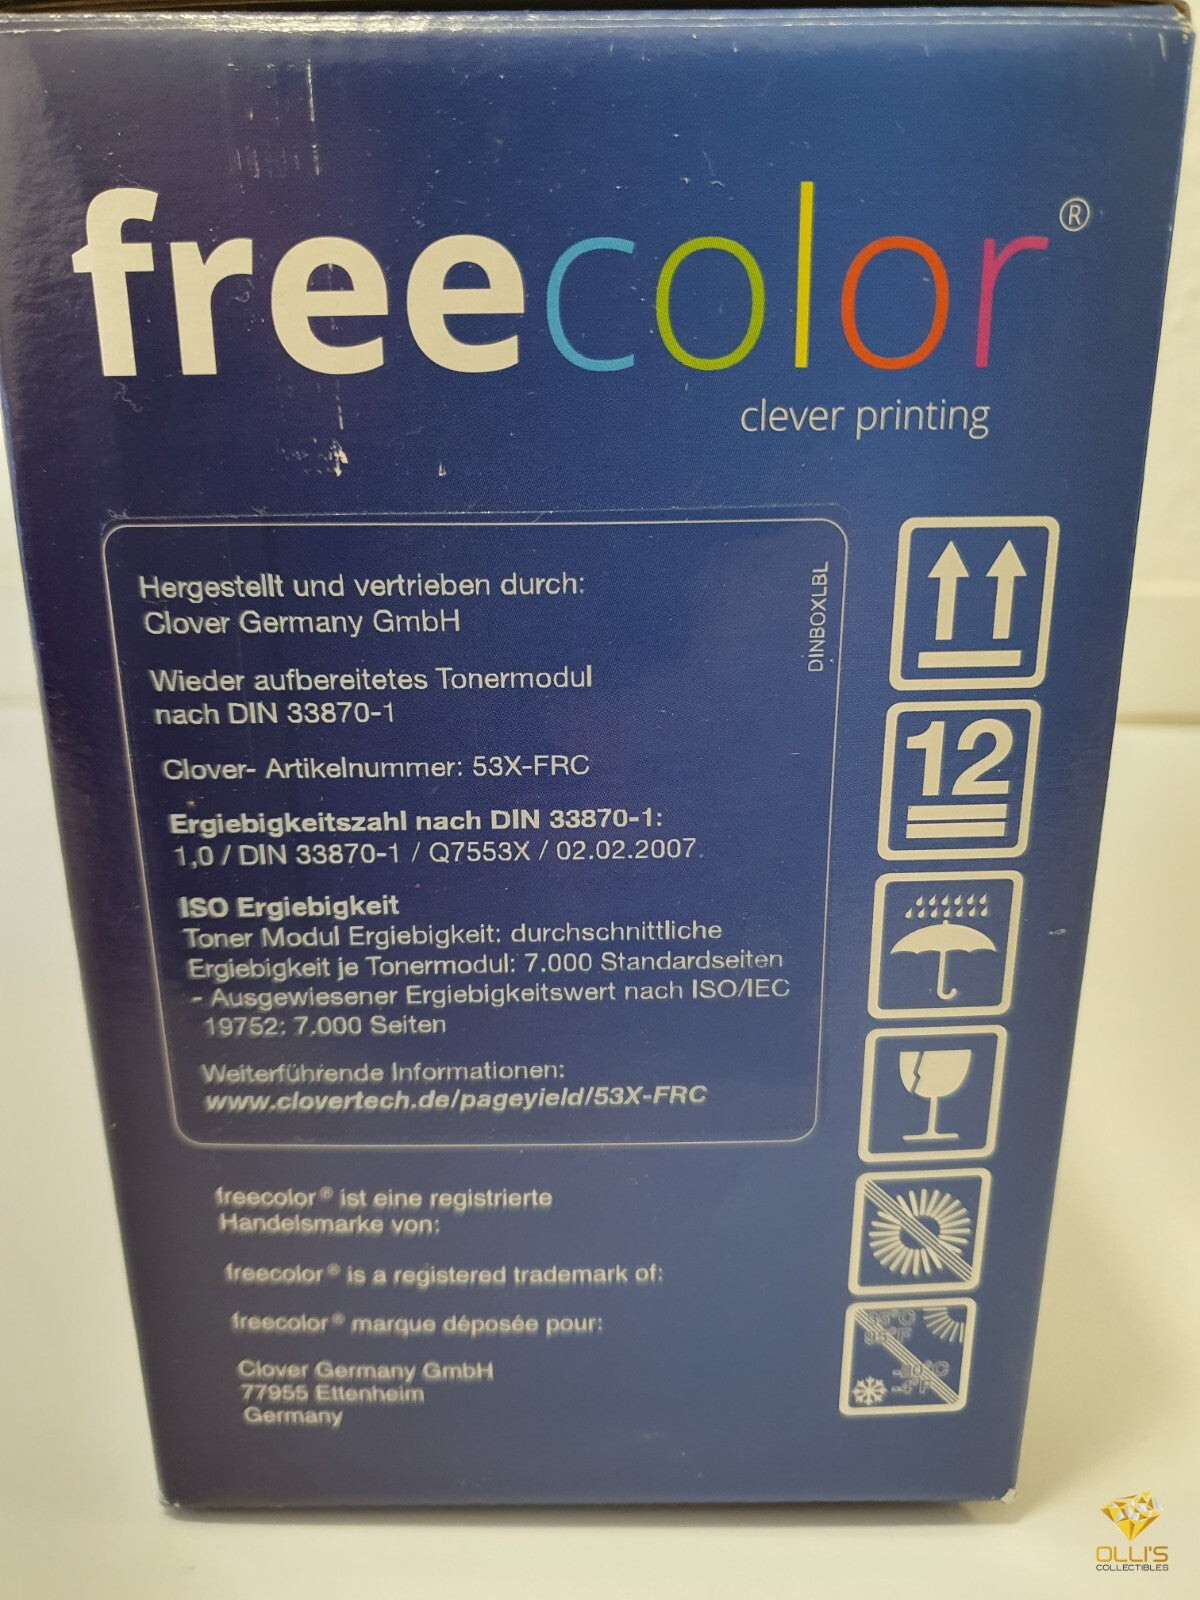 freecolor®
clever printing
Hergestellt und vertrieben durch:
Clover Germany GmbH
Wieder aufbereitetes Tonermodul
nach DIN 33870-1
Clover- Artikelnummer: 53X-FRC
Ergiebigkeitszahl nach DIN 33870-1:
1,0 / DIN 33870-1 / Q7553X / 02.02.2007
ISO Ergiebigkeit
Toner Modul Ergiebigkeit: durchschnittliche
Ergiebigkeit je Tonermodul: 7.000 Standardseiten
- Ausgewiesener Ergiebigkeitswert nach ISO/IEC
19752: 7.000 Seiten
Weiterführende Informationen:
www.clovertech.de/pageyield/53X-FRC
DINBOXLBL
12
35°C
95°F
-20°C
-4°F
freecolor® ist eine registrierte
Handelsmarke von:
freecolor® is a registered trademark of:
freecolor® marque déposée pour:
Clover Germany GmbH
77955 Ettenheim
Germany
OLLI'S
COLLECTIBLES